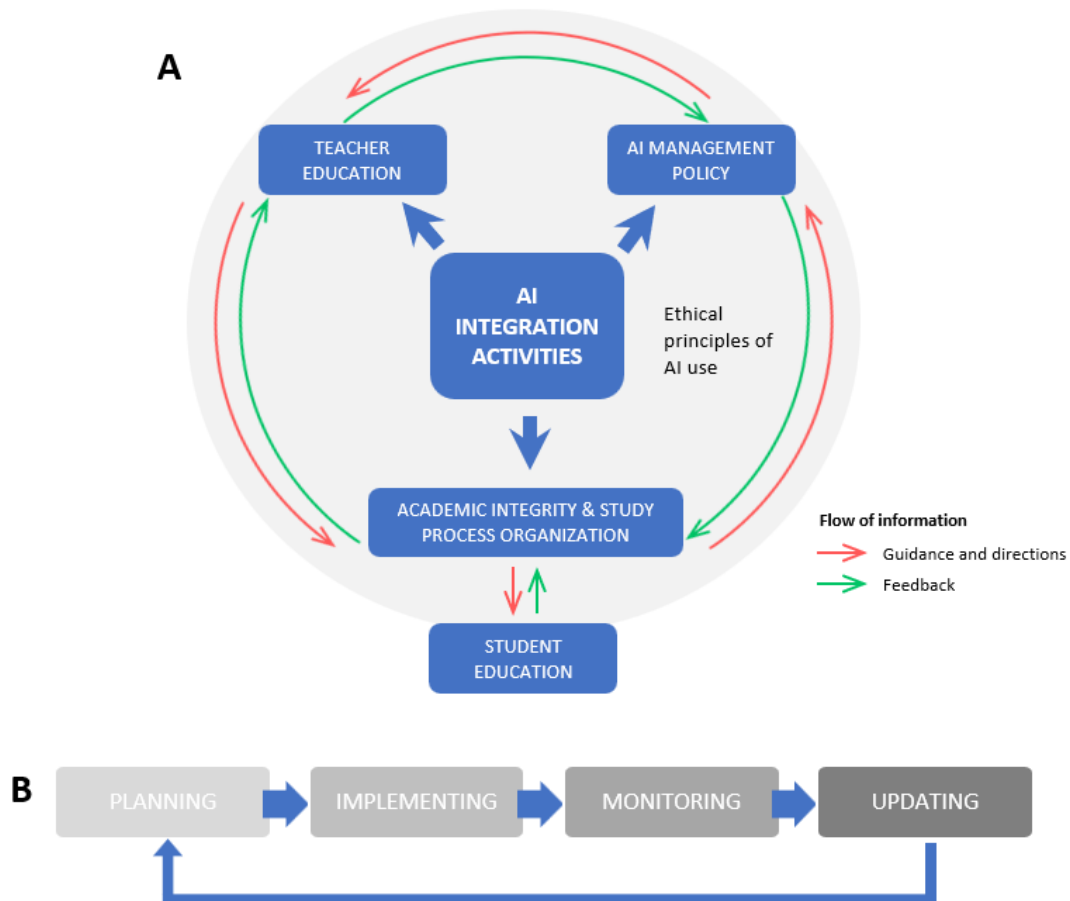 A
TEACHER
EDUCATION
AI MANAGEMENT
POLICY
AI
INTEGRATION
ACTIVITIES
Ethical
principles of
AI use
ACADEMIC INTEGRITY & STUDY
PROCESS ORGANIZATION
Flow of information
Guidance and directions
Feedback
STUDENT
EDUCATION
B
PLANNING
IMPLEMENTING
MONITORING
UPDATING